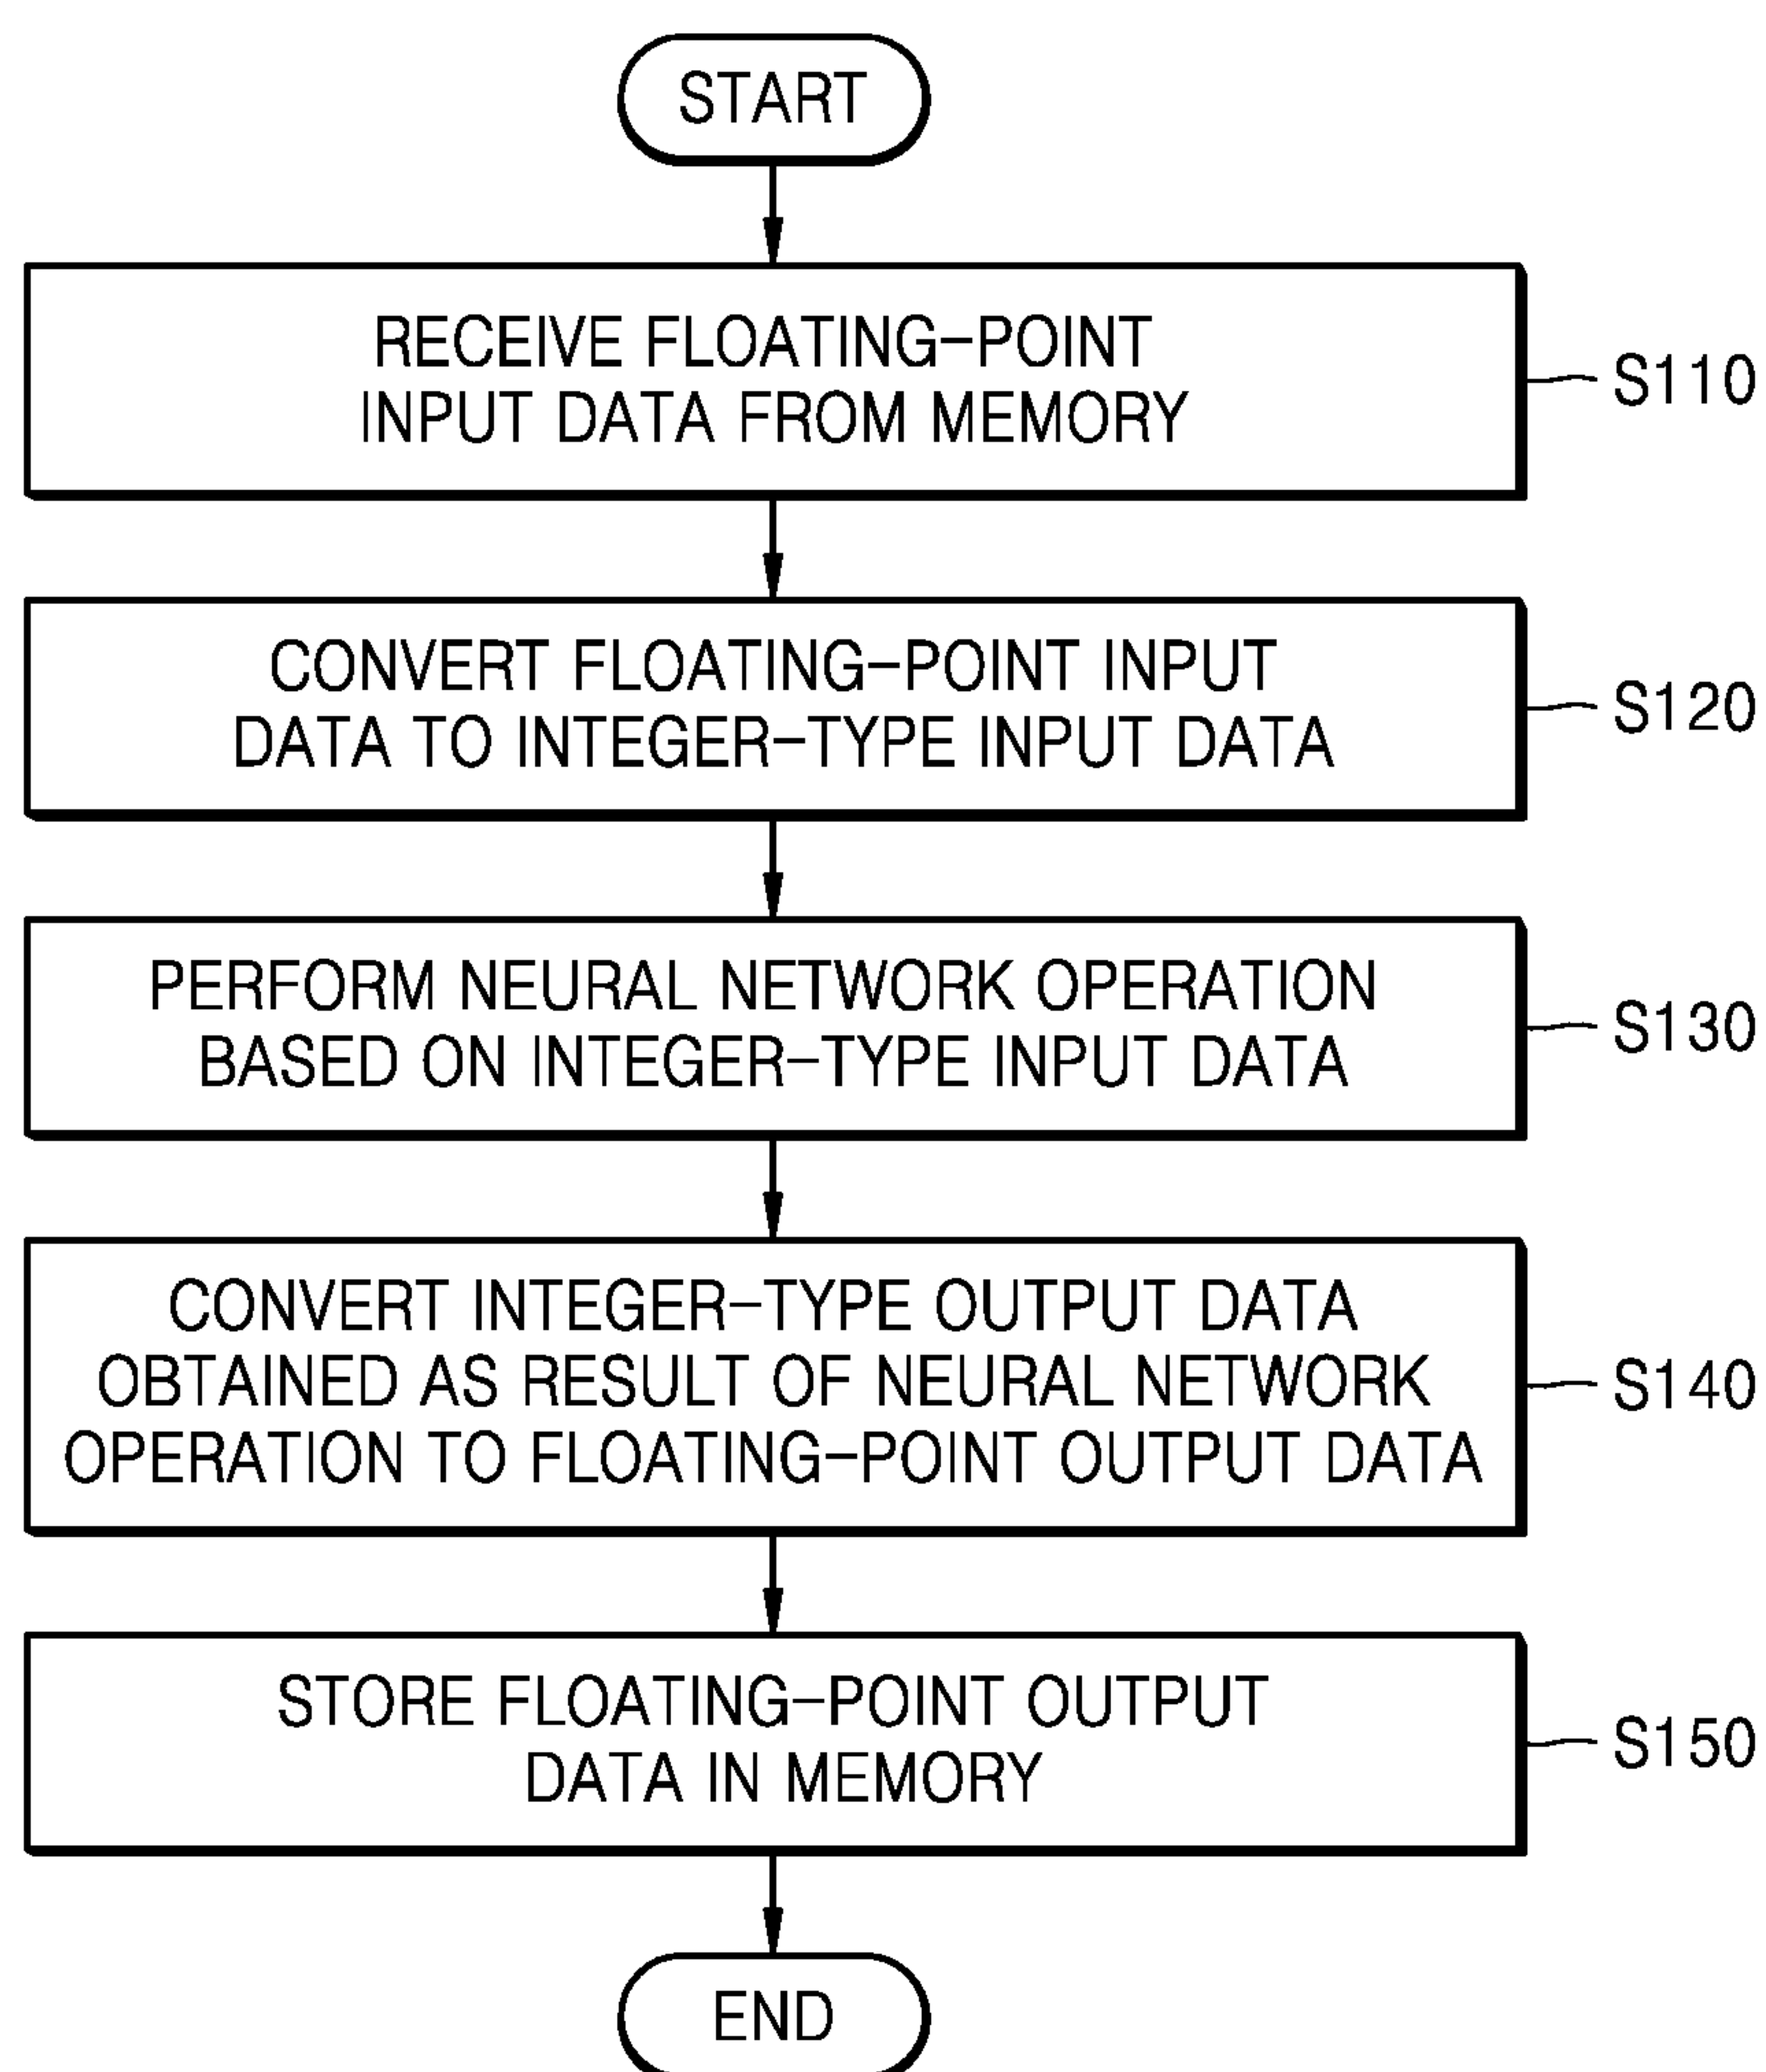 START
RECEIVE FLOATING-POINT
INPUT DATA FROM MEMORY
S110
CONVERT FLOATING-POINT INPUT
DATA TO INTEGER-TYPE INPUT DATA
S120
PERFORM NEURAL NETWORK OPERATION
BASED ON INTEGER-TYPE INPUT DATA
S130
CONVERT INTEGER-TYPE OUTPUT DATA
OBTAINED AS RESULT OF NEURAL NETWORK
OPERATION TO FLOATING-POINT OUTPUT DATA
S140
STORE FLOATING-POINT OUTPUT
DATA IN MEMORY
S150
END